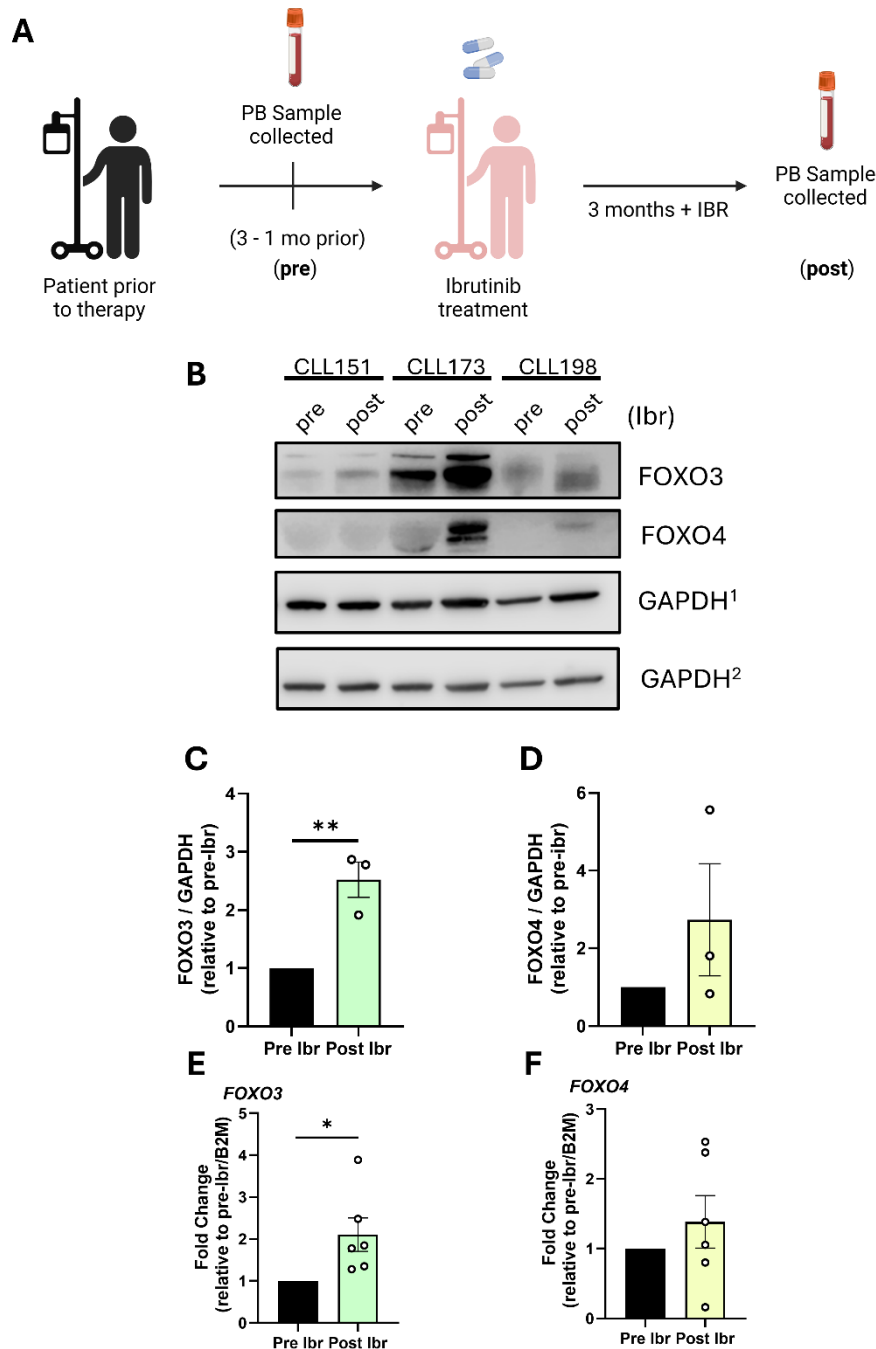 A
PB Sample
collected
(3 - 1 mo prior)
(pre)
Patient prior
to therapy
Ibrutinib
treatment
3 months + IBR
PB Sample
collected
(post)
B
CLL151 CLL173 CLL198
pre post pre post pre post (Ibr)
FOXO3
FOXO4
GAPDH¹
GAPDH²
C
FOXO3 / GAPDH
(relative to pre-Ibr)
4
3
2
1
0
**
Pre Ibr Post Ibr
D
FOXO4 / GAPDH
(relative to pre-ibr)
6
4
2
0
Pre Ibr Post Ibr
E
FOXO3
Fold Change
(relative to pre-Ibr/B2M)
5
4
3
2
1
0
*
Pre Ibr Post Ibr
F
FOXO4
Fold Change
(relative to pre-Ibr/B2M)
3
2
1
0
Pre Ibr Post Ibr